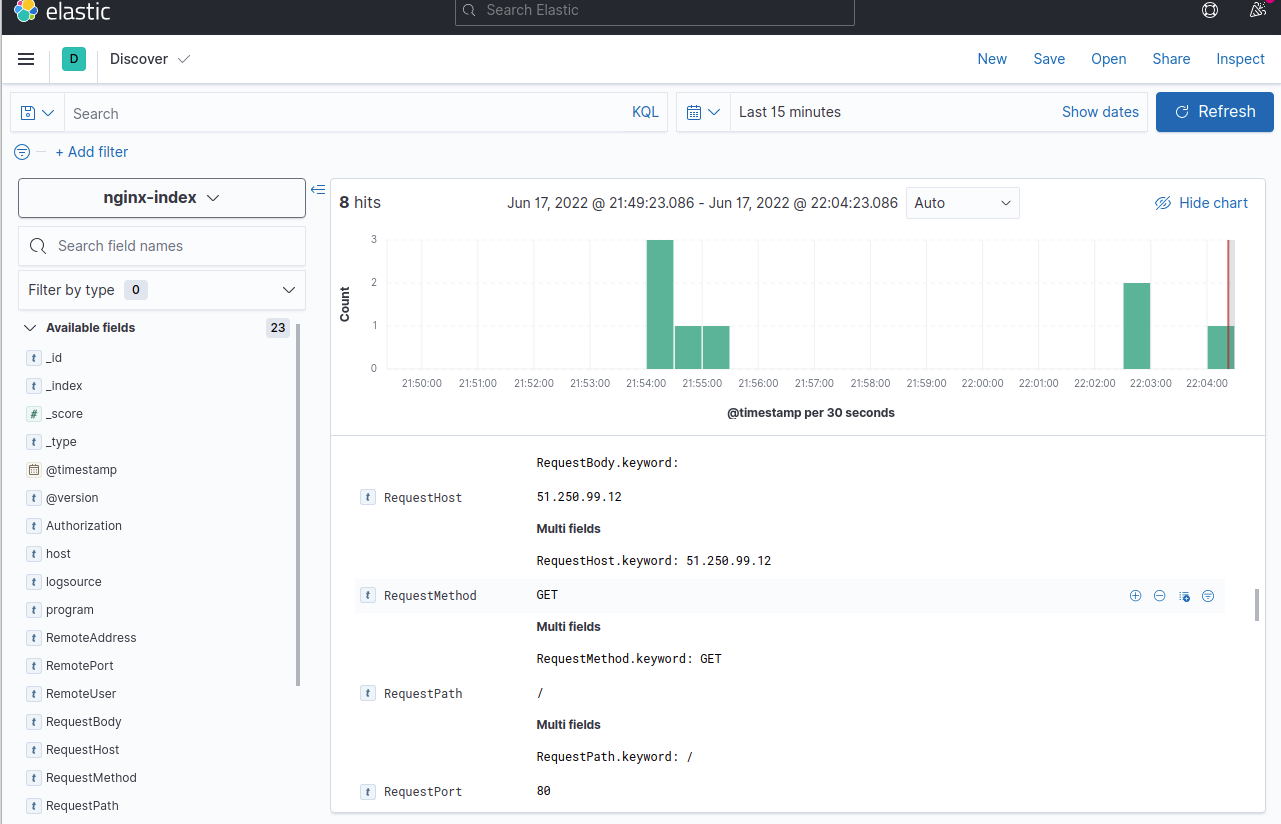 elastic
Search Elastic
D
Discover
New
Save
Open
Share
Inspect
Search
KQL
Last 15 minutes
Show dates
Refresh
+ Add filter
nginx-index
Search field names
Filter by type 0
Available fields 23
t _id
t _index
# _score
t _type
@timestamp
t @version
t Authorization
t host
t logsource
t program
t RemoteAddress
t RemotePort
t RemoteUser
t RequestBody
t RequestHost
t RequestMethod
t RequestPath
8 hits
Jun 17, 2022 @ 21:49:23.086 - Jun 17, 2022 @ 22:04:23.086
Auto
Hide chart
Count
3
2
1
0
21:50:00 21:51:00 21:52:00 21:53:00 21:54:00 21:55:00 21:56:00 21:57:00 21:58:00 21:59:00 22:00:00 22:01:00 22:02:00 22:03:00 22:04:00
@timestamp per 30 seconds
RequestBody.keyword:
t RequestHost 51.250.99.12
Multi fields
RequestHost.keyword: 51.250.99.12
t RequestMethod GET
Multi fields
RequestMethod.keyword: GET
t RequestPath /
Multi fields
RequestPath.keyword: /
t RequestPort 80